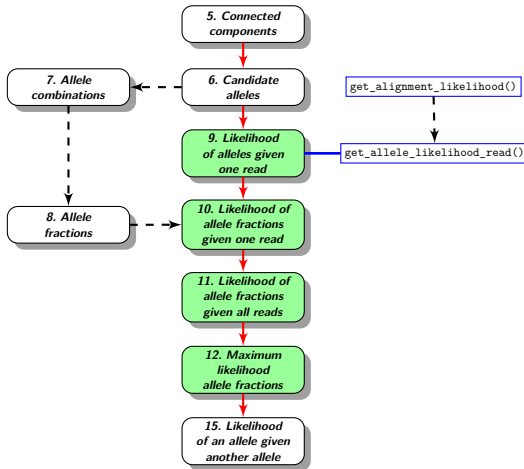 5. Connected
components
7. Allele
combinations
6. Candidate
alleles
get_alignment_likelihood()
9. Likelihood
of alleles given
one read
get_allele_likelihood_read()
8. Allele
fractions
10. Likelihood of
allele fractions
given one read
11. Likelihood of
allele fractions
given all reads
12. Maximum
likelihood
allele fractions
15. Likelihood
of an allele given
another allele